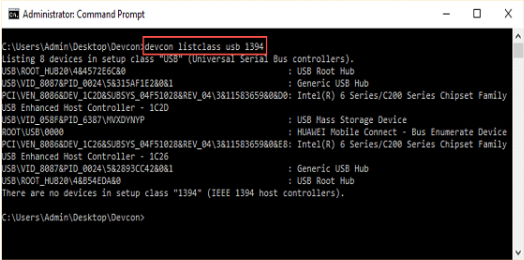 Administrator: Command Prompt
C:\Users\Admin\Desktop\Devcon>devcon listclass usb 1394
Listing 8 devices in setup class "USB" (Universal Serial Bus controllers).
USB\ROOT_HUB20\4&4572E6C&0 : USB Root Hub
USB\VID_8087&PID_0024\5&315AF1E2&0&1 : Generic USB Hub
PCI\VEN_8086&DEV_1C2D&SUBSYS_04F51028&REV_04\3&11583659&0&D0: Intel(R) 6 Series/C200 Series Chipset Family
USB Enhanced Host Controller - 1C2D
USB\VID_058F&PID_6387\MVXDYNYP : USB Mass Storage Device
ROOT\USB\0000 : HUAWEI Mobile Connect - Bus Enumerate Device
PCI\VEN_8086&DEV_1C26&SUBSYS_04F51028&REV_04\3&11583659&0&E8: Intel(R) 6 Series/C200 Series Chipset Family
USB Enhanced Host Controller - 1C26
USB\VID_8087&PID_0024\5&2893CC42&0&1 : Generic USB Hub
USB\ROOT_HUB20\4&B54EDA&0 : USB Root Hub
There are no devices in setup class "1394" (IEEE 1394 host controllers).
C:\Users\Admin\Desktop\Devcon>